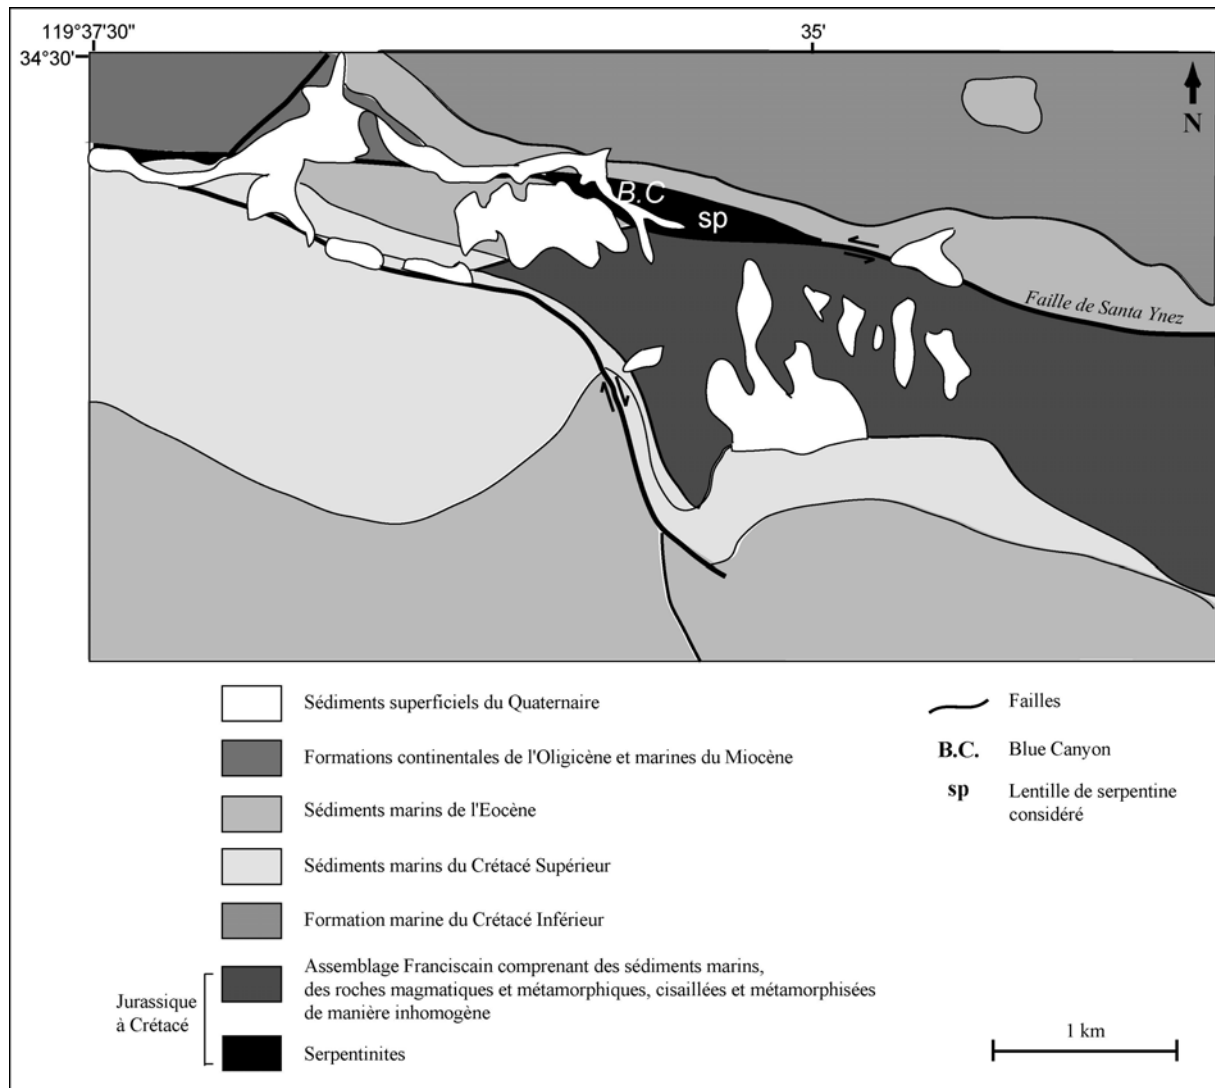 119°37'30"
35'
34°30'
N
B.C
sp
Faille de Santa Ynez
Sédiments superficiels du Quaternaire
Formations continentales de l'Oligicène et marines du Miocène
Sédiments marins de l'Eocène
Sédiments marins du Crétacé Supérieur
Formation marine du Crétacé Inférieur
Jurassique
à Crétacé
Assemblage Franciscain comprenant des sédiments marins,
des roches magmatiques et métamorphiques, cisaillées et métamorphisées
de manière inhomogène
Serpentinites
Failles
B.C. Blue Canyon
sp Lentille de serpentine
considéré
1 km